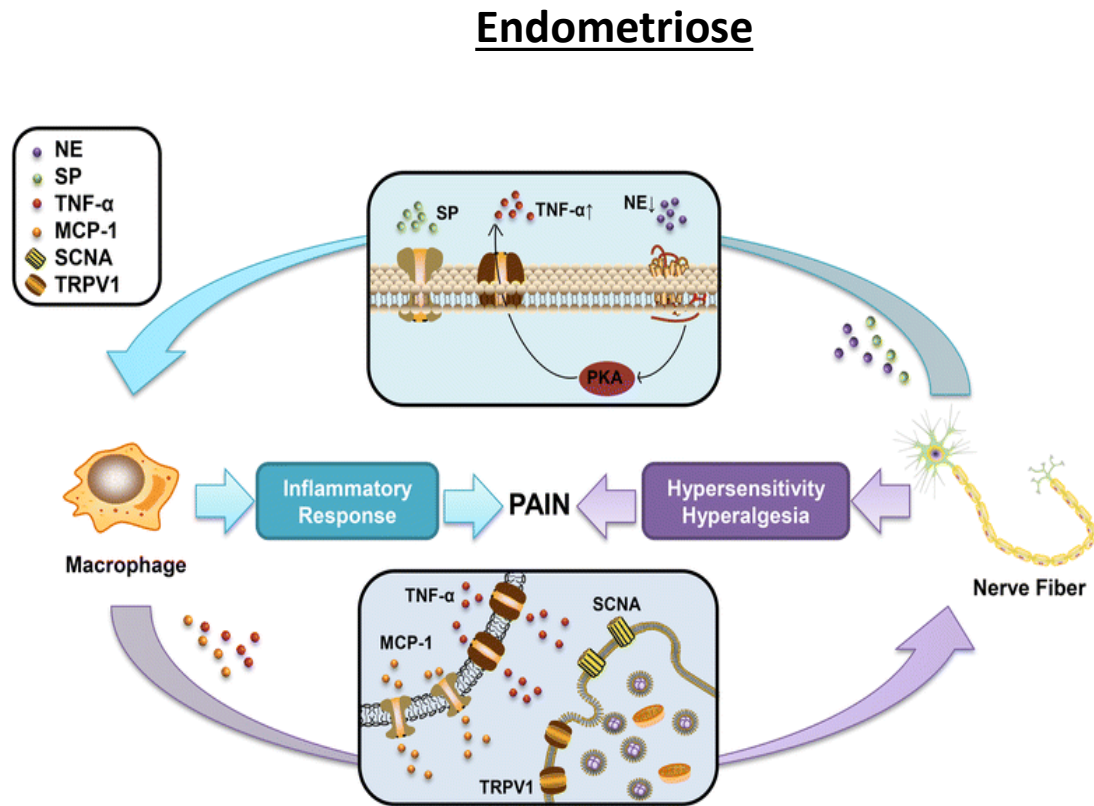 Endometriose
NE
SP
TNF-α
MCP-1
SCNA
TRPV1
SP
TNF-α↑
NE↓
PKA
Macrophage
Inflammatory
Response
PAIN
Hypersensitivity
Hyperalgesia
Nerve Fiber
TNF-α
MCP-1
SCNA
TRPV1